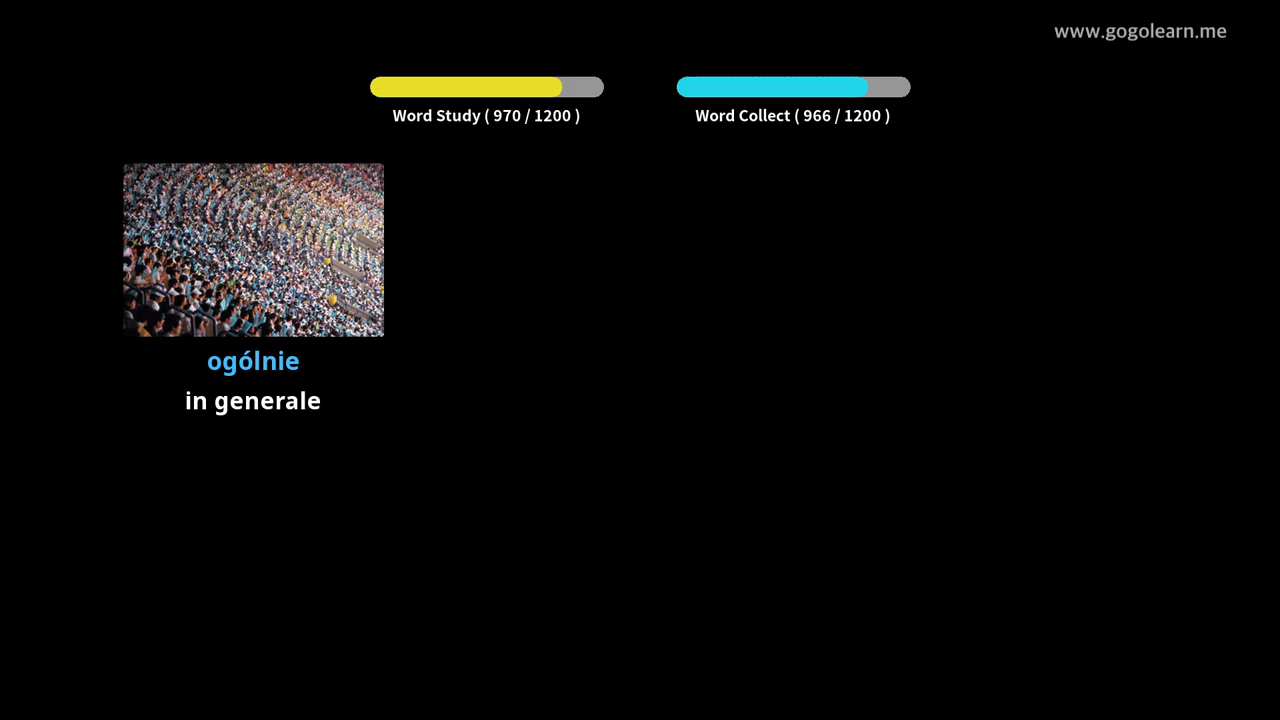 www.gogolearn.me
Word Study ( 970 / 1200 )
Word Collect ( 966 / 1200 )
ogólnie
in generale